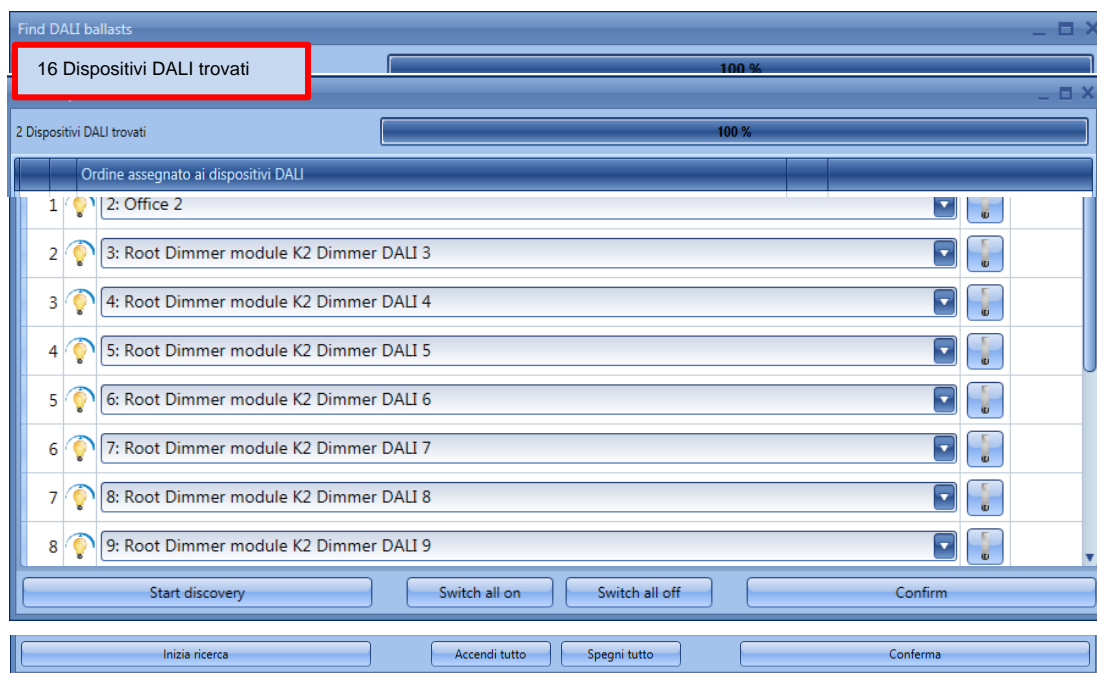 Find DALI ballasts
16 Dispositivi DALI trovati
100 %
2 Dispositivi DALI trovati
100 %
Ordine assegnato ai dispositivi DALI
1 2: Office 2
2 3: Root Dimmer module K2 Dimmer DALI 3
3 4: Root Dimmer module K2 Dimmer DALI 4
4 5: Root Dimmer module K2 Dimmer DALI 5
5 6: Root Dimmer module K2 Dimmer DALI 6
6 7: Root Dimmer module K2 Dimmer DALI 7
7 8: Root Dimmer module K2 Dimmer DALI 8
8 9: Root Dimmer module K2 Dimmer DALI 9
Start discovery Switch all on Switch all off Confirm
Inizia ricerca Accendi tutto Spegni tutto Conferma